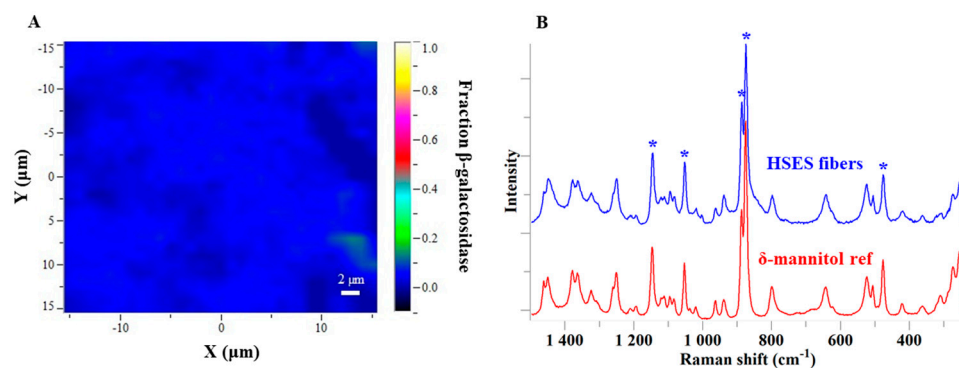 A
B
-15
-10
-5
0
5
10
15
Y (µm)
-10
0
10
X (µm)
2 µm
1.0
0.8
0.6
0.4
0.2
0.0
Fraction β-galactosidase
Intensity
* * * * *
HSES fibers
δ-mannitol ref
1 400
1 200
1 000
800
600
400
Raman shift (cm⁻¹)